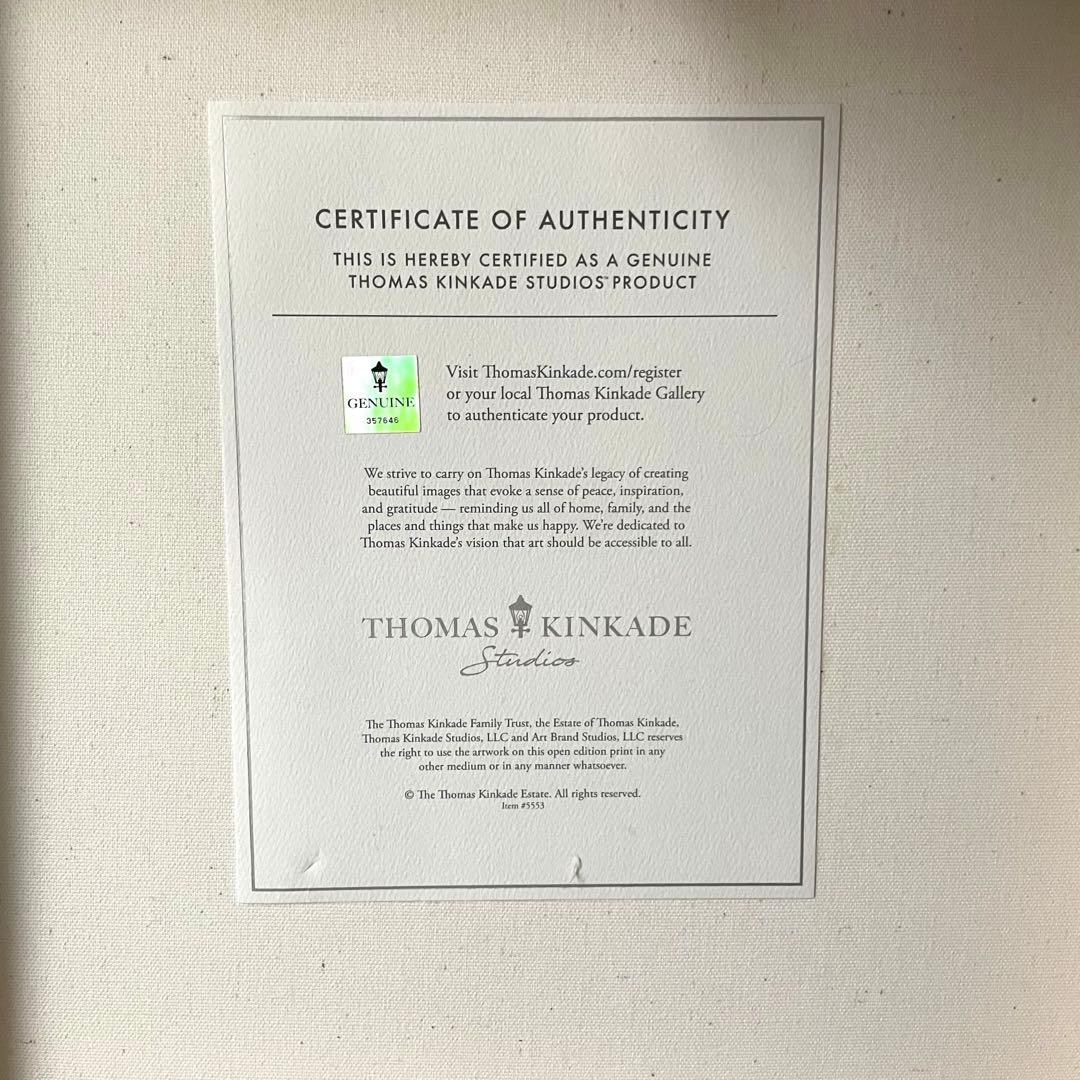 CERTIFICATE OF AUTHENTICITY
THIS IS HEREBY CERTIFIED AS A GENUINE
THOMAS KINKADE STUDIOS™ PRODUCT
GENUINE
357646
Visit ThomasKinkade.com/register
or your local Thomas Kinkade Gallery
to authenticate your product.
We strive to carry on Thomas Kinkade's legacy of creating
beautiful images that evoke a sense of peace, inspiration,
and gratitude — reminding us all of home, family, and the
places and things that make us happy. We're dedicated to
Thomas Kinkade's vision that art should be accessible to all.
THOMAS KINKADE
Studios
The Thomas Kinkade Family Trust, the Estate of Thomas Kinkade,
Thomas Kinkade Studios, LLC and Art Brand Studios, LLC reserves
the right to use the artwork on this open edition print in any
other medium or in any manner whatsoever.
© The Thomas Kinkade Estate. All rights reserved.
Item #5553